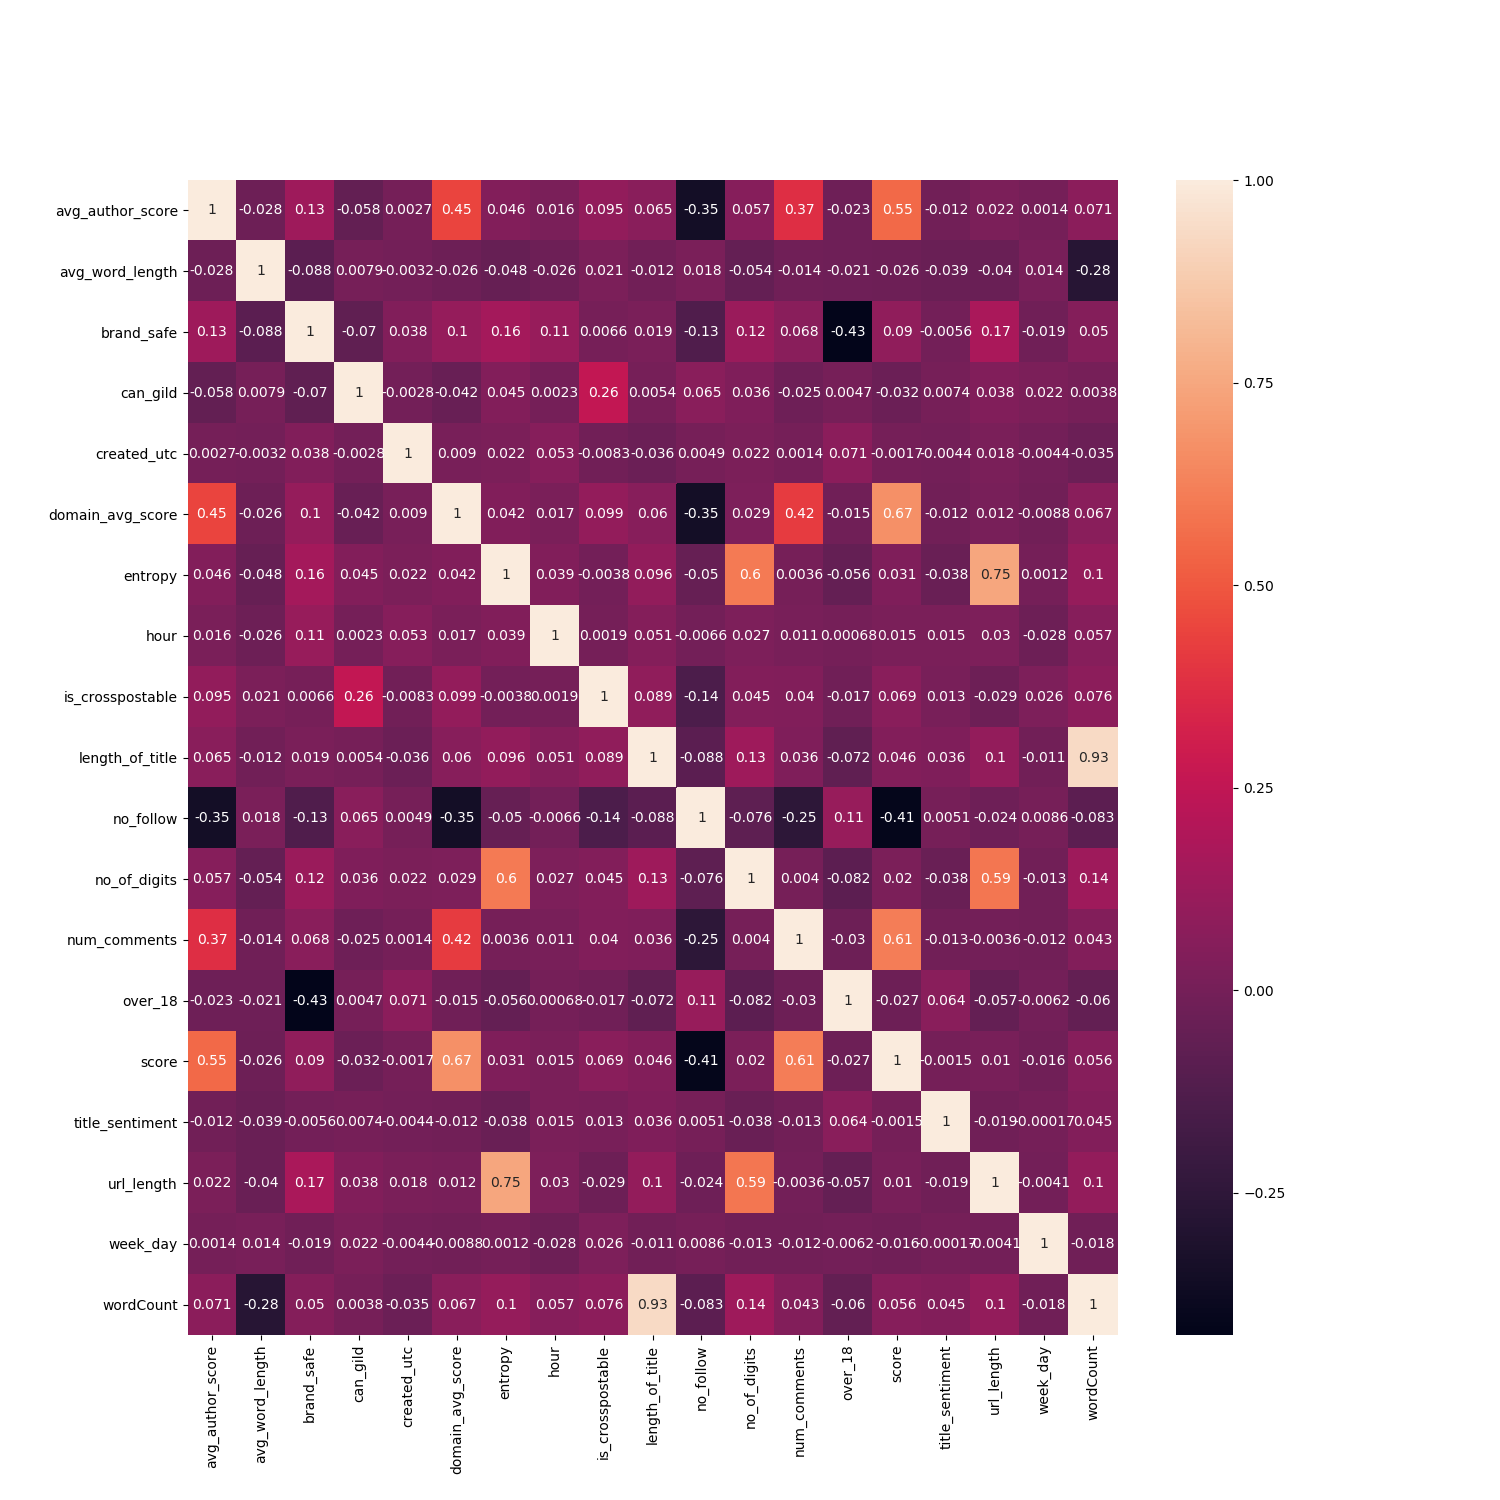 avg_author_score 1 -0.028 0.13 -0.058 0.0027 0.45 0.046 0.016 0.095 0.065 -0.35 0.057 0.37 -0.023 0.55 -0.012 0.022 0.0014 0.071
avg_word_length -0.028 1 -0.088 0.0079 -0.0032 -0.026 -0.048 -0.026 0.021 -0.012 0.018 -0.054 -0.014 -0.021 -0.026 -0.039 -0.04 0.014 -0.28
brand_safe 0.13 -0.088 1 -0.07 0.038 0.1 0.16 0.11 0.0066 0.019 -0.13 0.12 0.068 -0.43 0.09 -0.0056 0.17 -0.019 0.05
can_gild -0.058 0.0079 -0.07 1 -0.0028 -0.042 0.045 0.0023 0.26 0.0054 0.065 0.036 -0.025 0.0047 -0.032 0.0074 0.038 0.022 0.0038
created_utc 0.0027 -0.0032 0.038 -0.0028 1 0.009 0.022 0.053 -0.0083 -0.036 0.0049 0.022 0.0014 0.071 -0.0017 -0.0044 0.018 -0.0044 -0.035
domain_avg_score 0.45 -0.026 0.1 -0.042 0.009 1 0.042 0.017 0.099 0.06 -0.35 0.029 0.42 -0.015 0.67 -0.012 0.012 -0.0088 0.067
entropy 0.046 -0.048 0.16 0.045 0.022 0.042 1 0.039 -0.0038 0.096 -0.05 0.6 0.0036 -0.056 0.031 -0.038 0.75 0.0012 0.1
hour 0.016 -0.026 0.11 0.0023 0.053 0.017 0.039 1 0.0019 0.051 -0.0066 0.027 0.011 0.00068 0.015 0.015 0.03 -0.028 0.057
is_crosspostable 0.095 0.021 0.0066 0.26 -0.0083 0.099 -0.0038 0.0019 1 0.089 -0.14 0.045 0.04 -0.017 0.069 0.013 -0.029 0.026 0.076
length_of_title 0.065 -0.012 0.019 0.0054 -0.036 0.06 0.096 0.051 0.089 1 -0.088 0.13 0.036 -0.072 0.046 0.036 0.1 -0.011 0.93
no_follow -0.35 0.018 -0.13 0.065 0.0049 -0.35 -0.05 -0.0066 -0.14 -0.088 1 -0.076 -0.25 0.11 -0.41 0.0051 -0.024 0.0086 -0.083
no_of_digits 0.057 -0.054 0.12 0.036 0.022 0.029 0.6 0.027 0.045 0.13 -0.076 1 0.004 -0.082 0.02 -0.038 0.59 -0.013 0.14
num_comments 0.37 -0.014 0.068 -0.025 0.0014 0.42 0.0036 0.011 0.04 0.036 -0.25 0.004 1 -0.03 0.61 -0.013 -0.0036 -0.012 0.043
over_18 -0.023 -0.021 -0.43 0.0047 0.071 -0.015 -0.056 0.00068 -0.017 -0.072 0.11 -0.082 -0.03 1 -0.027 0.064 -0.057 -0.0062 -0.06
score 0.55 -0.026 0.09 -0.032 -0.0017 0.67 0.031 0.015 0.069 0.046 -0.41 0.02 0.61 -0.027 1 -0.0015 0.01 -0.016 0.056
title_sentiment -0.012 -0.039 -0.0056 0.0074 -0.0044 -0.012 -0.038 0.015 0.013 0.036 0.0051 -0.038 -0.013 0.064 -0.0015 1 -0.019 -0.00017 0.045
url_length 0.022 -0.04 0.17 0.038 0.018 0.012 0.75 0.03 -0.029 0.1 -0.024 0.59 -0.0036 -0.057 0.01 -0.019 1 -0.0041 0.1
week_day 0.0014 0.014 -0.019 0.022 -0.0044 -0.0088 0.0012 -0.028 0.026 -0.011 0.0086 -0.013 -0.012 -0.0062 -0.016 -0.00017 -0.0041 1 -0.018
wordCount 0.071 -0.28 0.05 0.0038 -0.035 0.067 0.1 0.057 0.076 0.93 -0.083 0.14 0.043 -0.06 0.056 0.045 0.1 -0.018 1
avg_author_score
avg_word_length
brand_safe
can_gild
created_utc
domain_avg_score
entropy
hour
is_crosspostable
length_of_title
no_follow
no_of_digits
num_comments
over_18
score
title_sentiment
url_length
week_day
wordCount
1.00
0.75
0.50
0.25
0.00
−0.25